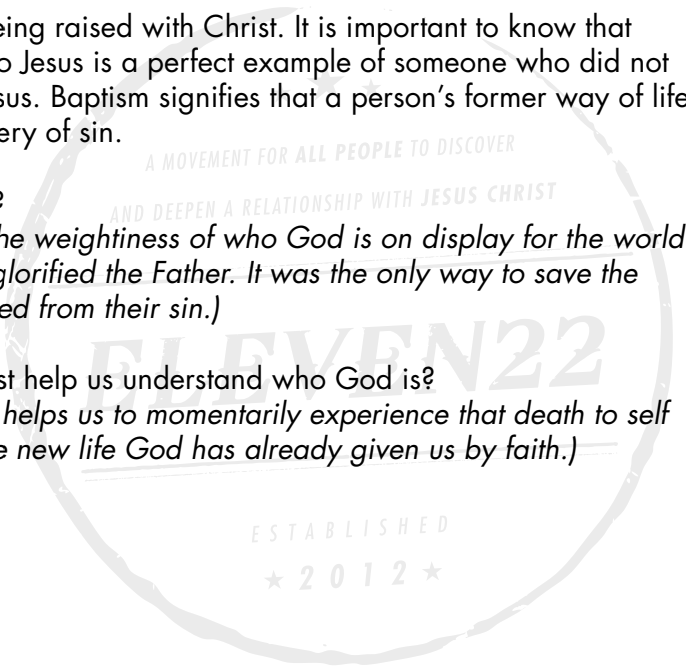 eing raised with Christ. It is important to know that
o Jesus is a perfect example of someone who did not
sus. Baptism signifies that a person's former way of life
ery of sin.
A MOVEMENT FOR ALL PEOPLE TO DISCOVER
?
AND DEEPEN A RELATIONSHIP WITH JESUS CHRIST
he weightiness of who God is on display for the world
glorified the Father. It was the only way to save the
ed from their sin.)
ELEVEN22
st help us understand who God is?
helps us to momentarily experience that death to self
e new life God has already given us by faith.)
ESTABLISHED
★ 2012 ★